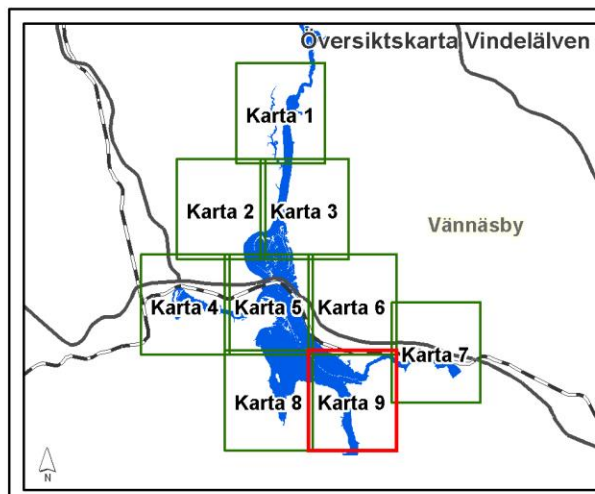 Översiktskarta Vindelälven
Karta 1
Karta 2
Karta 3
Vännäsby
Karta 4
Karta 5
Karta 6
Karta 7
Karta 8
Karta 9
N